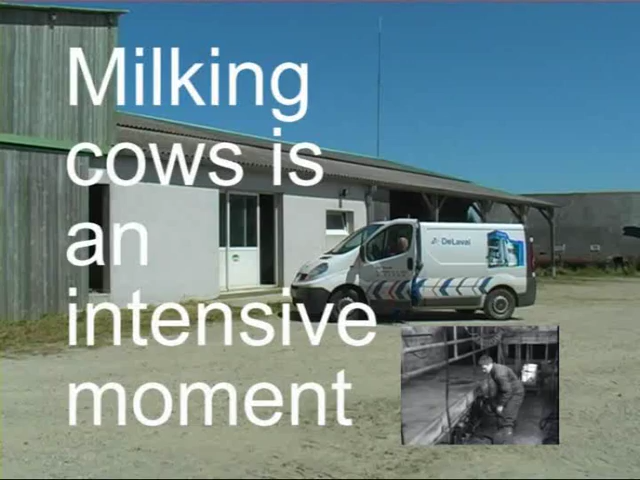 Milking
cows is
an
intensive
moment
DeLaval